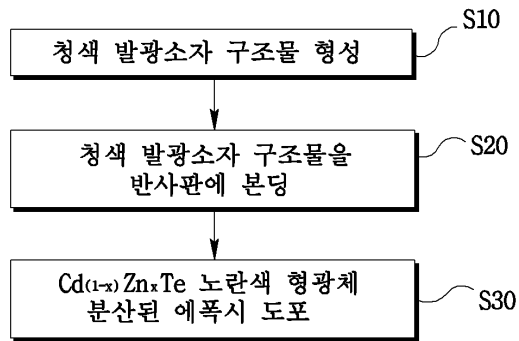 S10
청색 발광소자 구조물 형성
S20
청색 발광소자 구조물을
반사판에 본딩
Cd(1-x)ZnxTe 노란색 형광체
분산된 에폭시 도포
S30